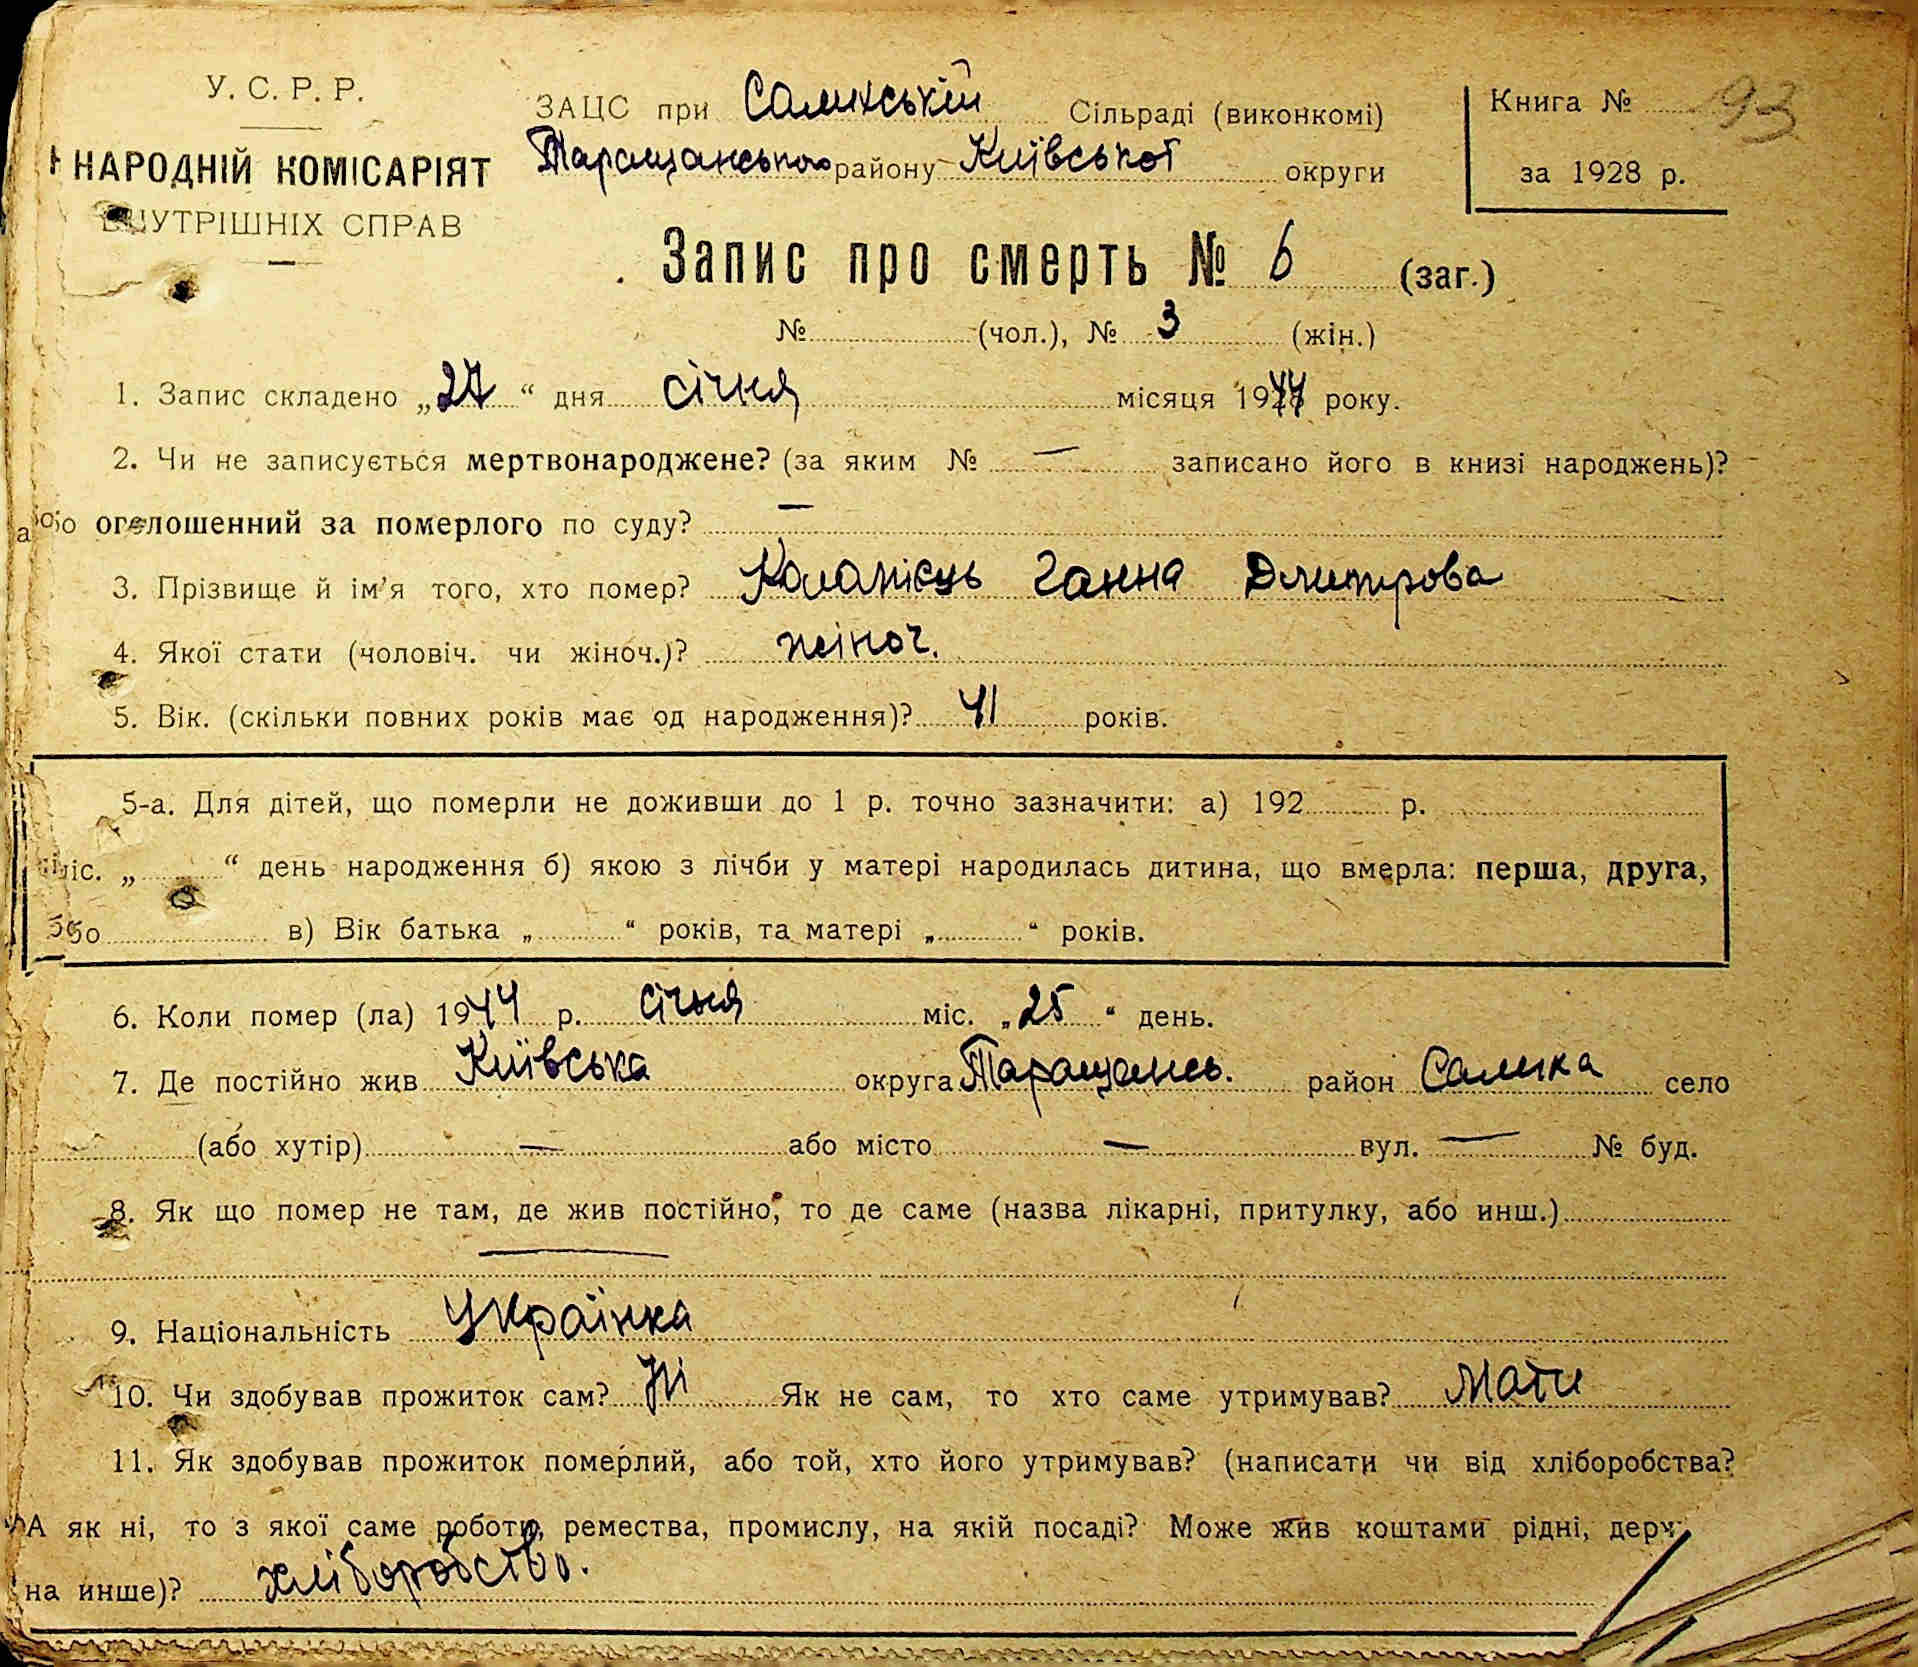 У. С. Р. Р.
НАРОДНІЙ КОМІСАРІЯТ
ВНУТРІШНІХ СПРАВ
ЗАЦС при Салихській Сільраді (виконкомі)
Таращанського району Київської округи
Книга № 93
за 1928 р.
Запис про смерть № 6 (заг.)
№ (чол.), № 3 (жін.)
1. Запис складено „27“ дня січня місяця 1944 року.
2. Чи не записується мертвонароджене? (за яким № — записано його в книзі народжень)?
або оголошенний за померлого по суду? —
3. Прізвище й ім’я того, хто помер? Коломієць Ганна Дмитрова
4. Якої стати (чоловіч. чи жіноч.)? жіноч.
5. Вік. (скільки повних років має од народження)? 41 років.
5-а. Для дітей, що померли не доживши до 1 р. точно зазначити: а) 192 р.
міс. „ “ день народження б) якою з лічби у матері народилась дитина, що вмерла: перша, друга,
або в) Вік батька „ “ років, та матері „ “ років.
6. Коли помер (ла) 1944 р. січня міс. „25“ день.
7. Де постійно жив Київська округа Таращансь. район Салиха село
(або хутір) — або місто — вул. — № буд.
8. Як що помер не там, де жив постійно, то де саме (назва лікарні, притулку, або инш.)
—
9. Національність Українка
10. Чи здобував прожиток сам? Ні Як не сам, то хто саме утримував? Мати
11. Як здобував прожиток померлий, або той, хто його утримував? (написати чи від хліборобства?
А як ні, то з якої саме роботи, ремества, промислу, на якій посаді? Може жив коштами рідні, держ
на инше)? хліборобство.